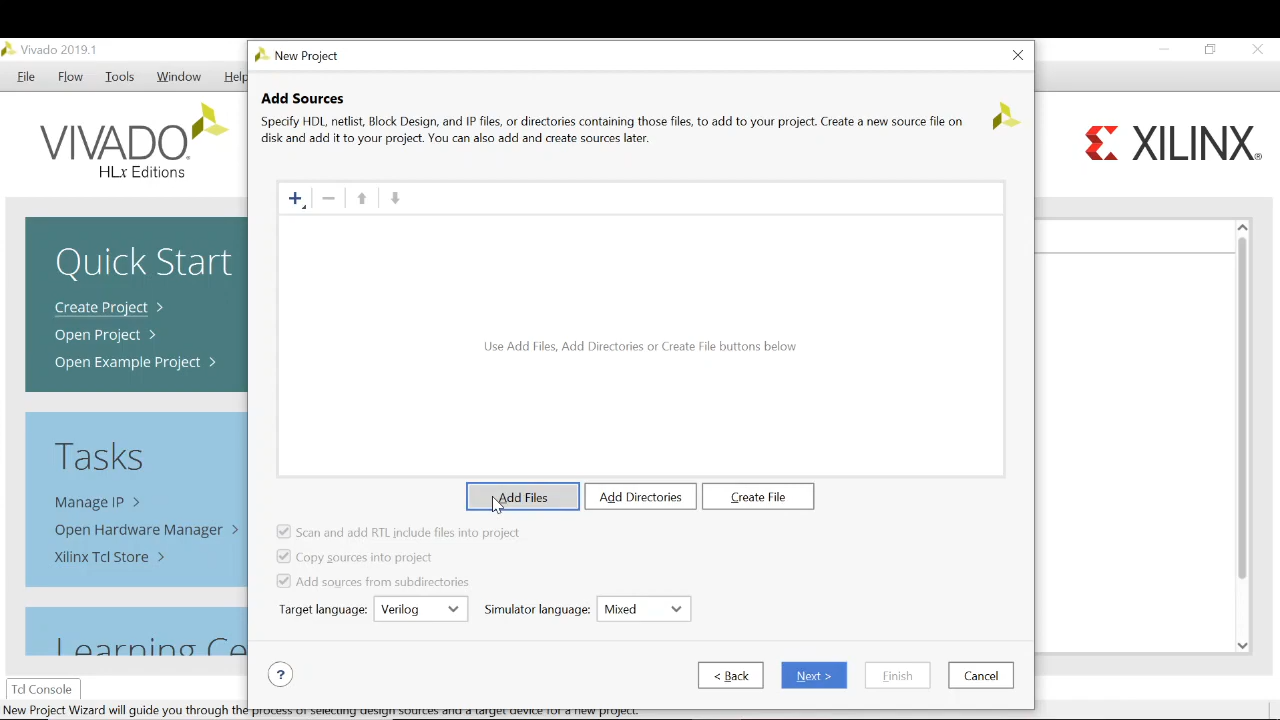 Vivado 2019.1
File Flow Tools Window Help
VIVADO
HLx Editions
XILINX
Quick Start
Create Project >
Open Project >
Open Example Project >
Tasks
Manage IP >
Open Hardware Manager >
Xilinx Tcl Store >
Learning Ce
Tcl Console
New Project Wizard will guide you through the process of selecting design sources and a target device for a new project.
New Project
Add Sources
Specify HDL, netlist, Block Design, and IP files, or directories containing those files, to add to your project. Create a new source file on
disk and add it to your project. You can also add and create sources later.
Use Add Files, Add Directories or Create File buttons below
Add Files Add Directories Create File
Scan and add RTL include files into project
Copy sources into project
Add sources from subdirectories
Target language: Verilog Simulator language: Mixed
? < Back Next > Finish Cancel